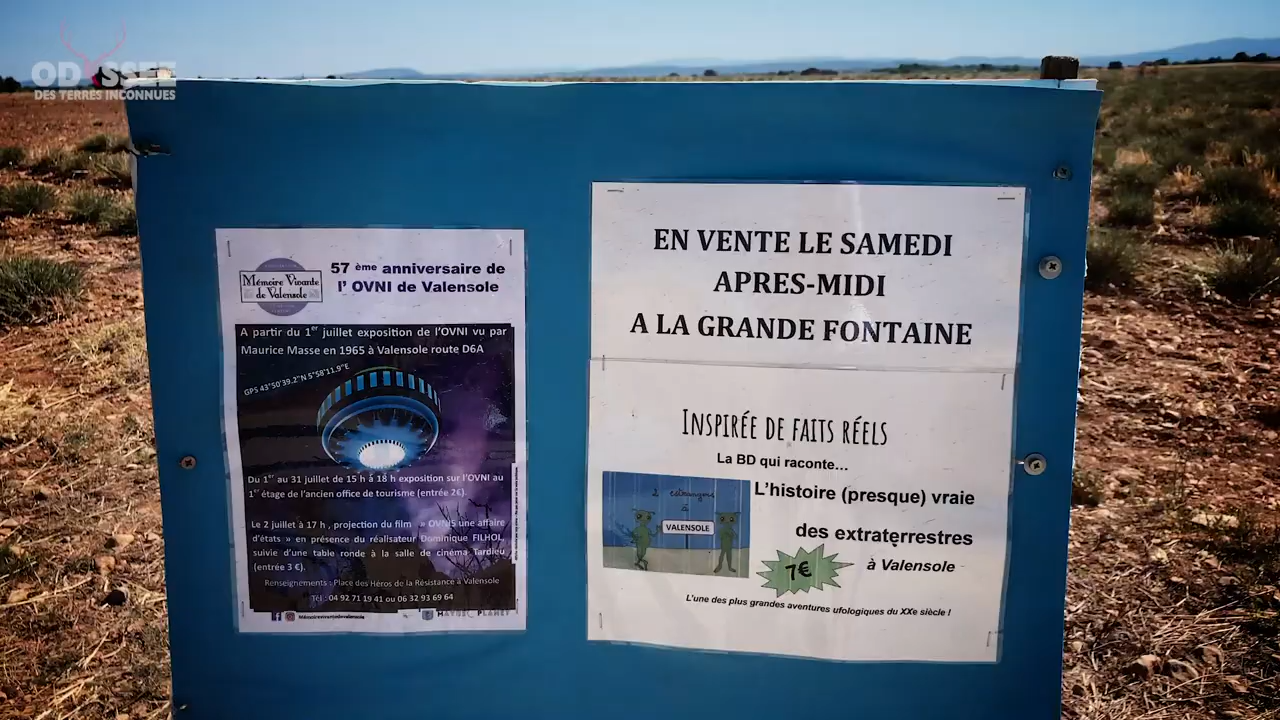 ODYSSEE
DES TERRES INCONNUES
Mémoire Vivante
de Valensole
57 ème anniversaire de
l' OVNI de Valensole
A partir du 1er juillet exposition de l'OVNI vu par
Maurice Masse en 1965 à Valensole route D6A
GPS 43°50'39.2"N 5°58'11.9"E
Du 1er au 31 juillet de 15 h à 18 h exposition sur l'OVNI au
1er étage de l'ancien office de tourisme (entrée 2€).
Le 2 juillet à 17 h , projection du film « OVNIS une affaire
d'états » en présence du réalisateur Dominique FILHOL,
suivie d'une table ronde à la salle de cinéma Tardieu
(entrée 3 €).
Renseignements : Place des Héros de la Résistance à Valensole
Tél : 04 92 71 19 41 ou 06 32 93 69 64
Mémoirevivantedevalensole
EN VENTE LE SAMEDI
APRES-MIDI
A LA GRANDE FONTAINE
INSPIRÉE DE FAITS RÉELS
La BD qui raconte...
L'histoire (presque) vraie
des extraterrestres
à Valensole
2 estrangers
à
VALENSOLE
7€
L'une des plus grandes aventures ufologiques du XXe siècle !